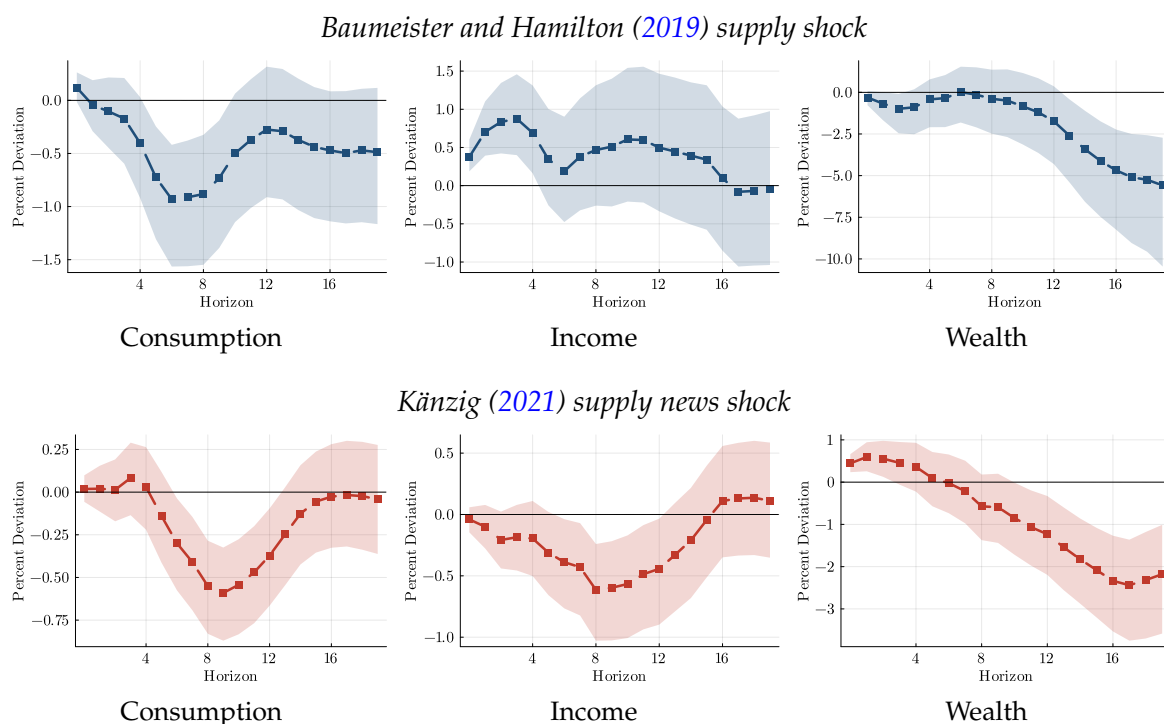 Baumeister and Hamilton (2019) supply shock
Percent Deviation
0.0
−0.5
−1.0
−1.5
4 8 12 16
Horizon
Consumption
Percent Deviation
1.5
1.0
0.5
0.0
−0.5
−1.0
4 8 12 16
Horizon
Income
Percent Deviation
0.0
−2.5
−5.0
−7.5
−10.0
4 8 12 16
Horizon
Wealth
Känzig (2021) supply news shock
Percent Deviation
0.25
0.00
−0.25
−0.50
−0.75
4 8 12 16
Horizon
Consumption
Percent Deviation
0.5
0.0
−0.5
−1.0
4 8 12 16
Horizon
Income
Percent Deviation
1
0
−1
−2
−3
4 8 12 16
Horizon
Wealth